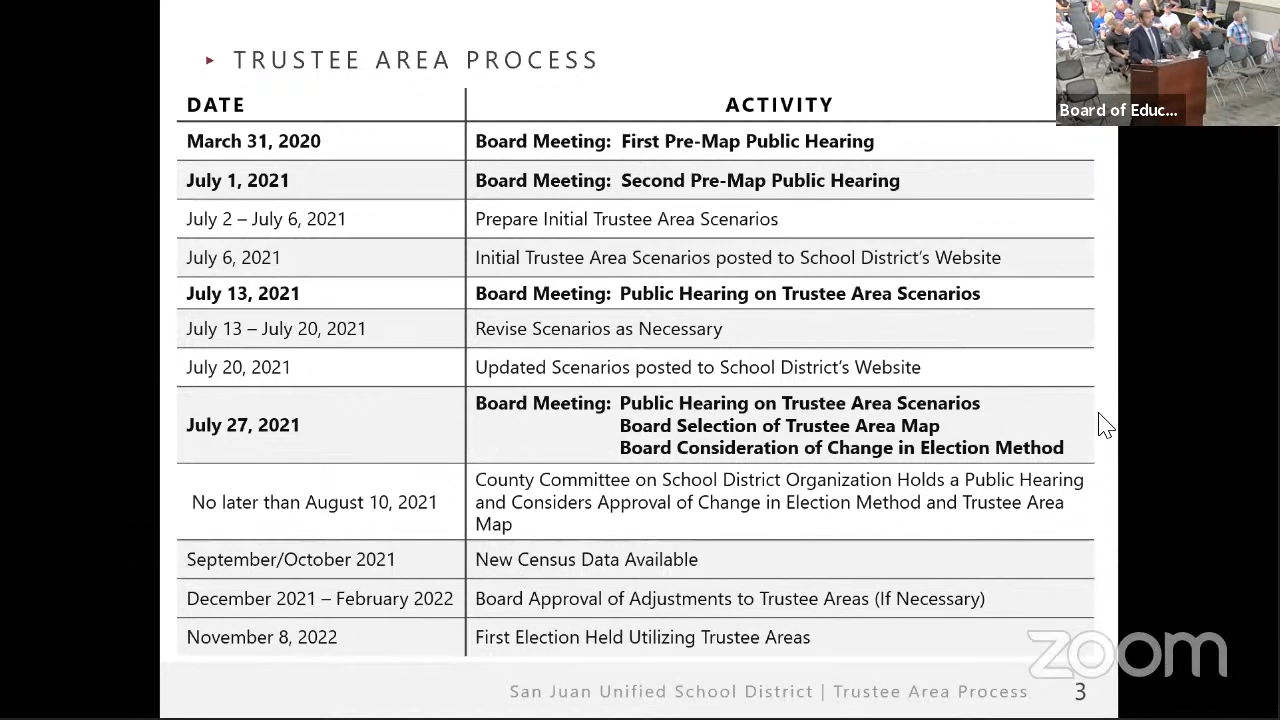 ▸ TRUSTEE AREA PROCESS
Board of Educ...
DATE ACTIVITY
March 31, 2020 Board Meeting: First Pre-Map Public Hearing
July 1, 2021 Board Meeting: Second Pre-Map Public Hearing
July 2 – July 6, 2021 Prepare Initial Trustee Area Scenarios
July 6, 2021 Initial Trustee Area Scenarios posted to School District's Website
July 13, 2021 Board Meeting: Public Hearing on Trustee Area Scenarios
July 13 – July 20, 2021 Revise Scenarios as Necessary
July 20, 2021 Updated Scenarios posted to School District's Website
Board Meeting: Public Hearing on Trustee Area Scenarios
July 27, 2021 Board Selection of Trustee Area Map
Board Consideration of Change in Election Method
County Committee on School District Organization Holds a Public Hearing
No later than August 10, 2021 and Considers Approval of Change in Election Method and Trustee Area
Map
September/October 2021 New Census Data Available
December 2021 – February 2022 Board Approval of Adjustments to Trustee Areas (If Necessary)
November 8, 2022 First Election Held Utilizing Trustee Areas
zoom
San Juan Unified School District | Trustee Area Process 3